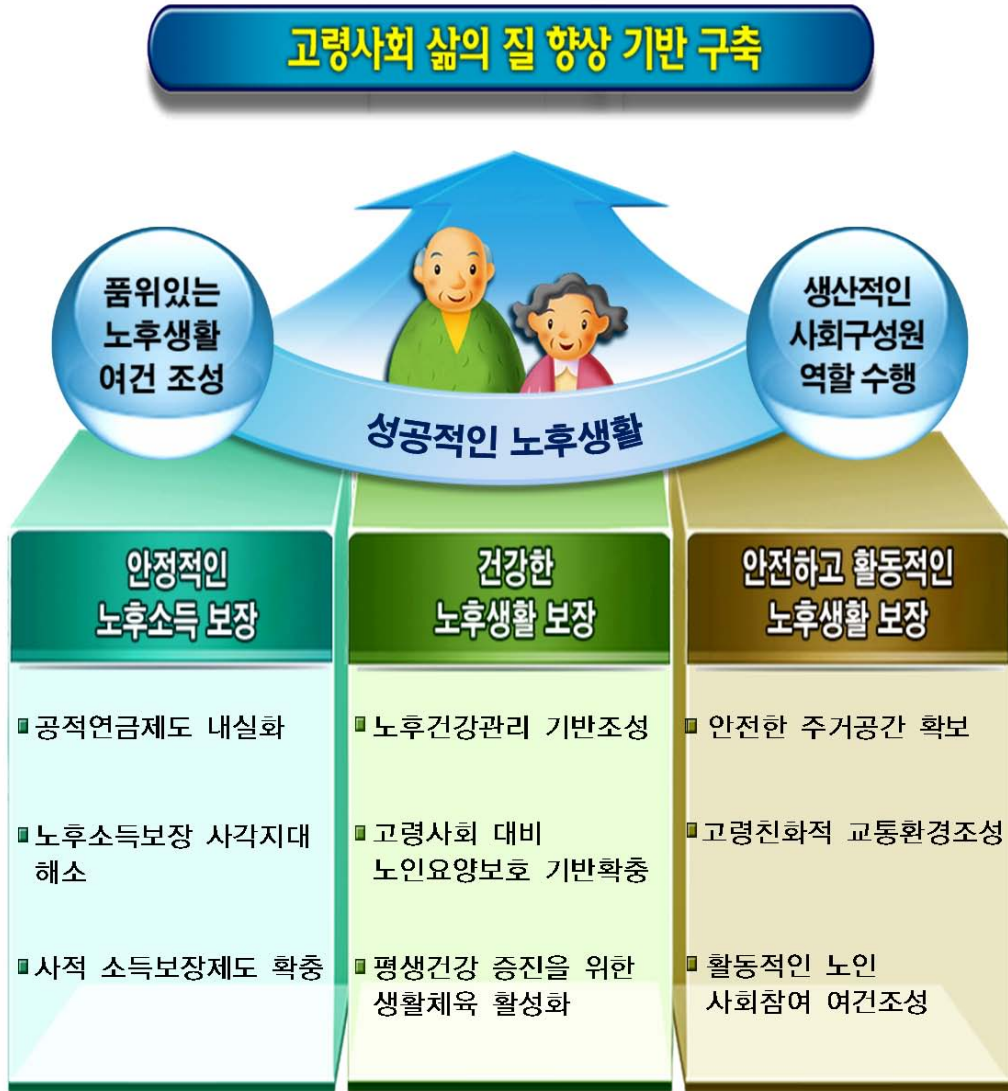 고령사회 삶의 질 향상 기반 구축
품위있는
노후생활
여건 조성
생산적인
사회구성원
역할 수행
성공적인 노후생활
안정적인
노후소득 보장
공적연금제도 내실화
노후소득보장 사각지대
해소
사적 소득보장제도 확충
건강한
노후생활 보장
노후건강관리 기반조성
고령사회 대비
노인요양보호 기반확충
평생건강 증진을 위한
생활체육 활성화
안전하고 활동적인
노후생활 보장
안전한 주거공간 확보
고령친화적 교통환경조성
활동적인 노인
사회참여 여건조성